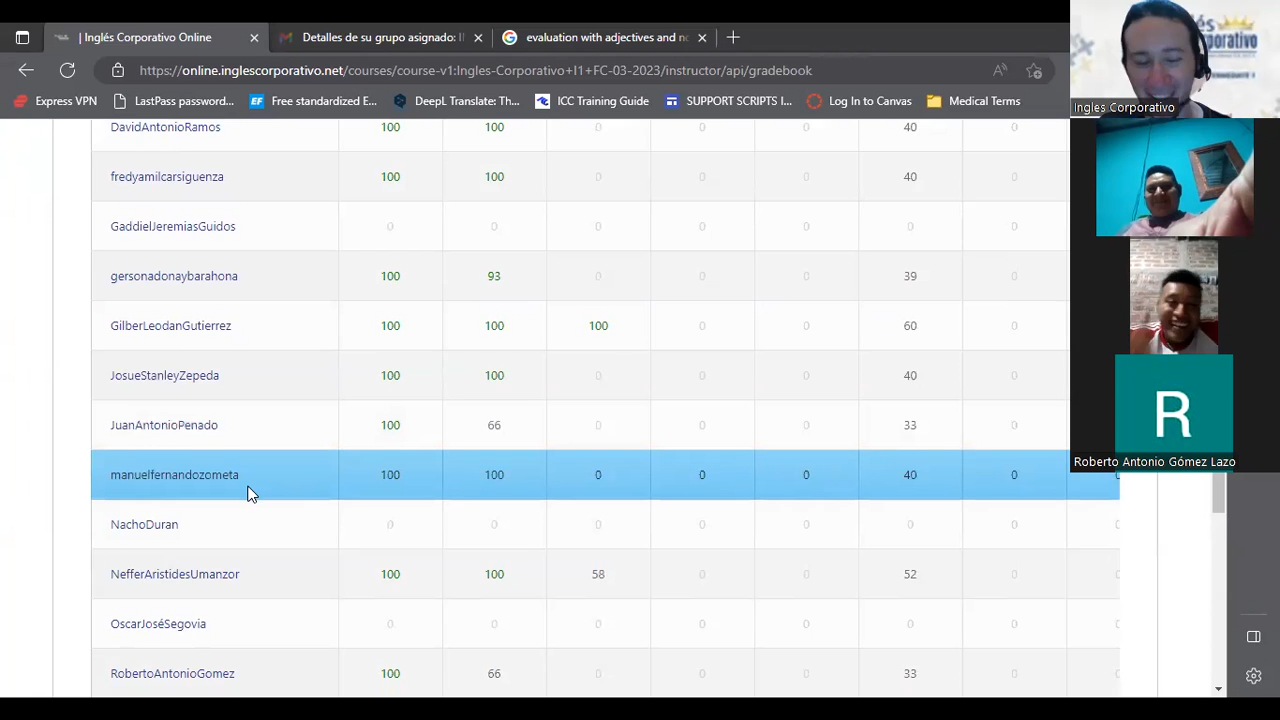 | Inglés Corporativo Online
Detalles de su grupo asignado: I
evaluation with adjectives and no
https://online.inglescorporativo.net/courses/course-v1:Ingles-Corporativo+I1+FC-03-2023/instructor/api/gradebook
Express VPN
LastPass password...
EF Free standardized E...
DeepL Translate: Th...
ICC Training Guide
SUPPORT SCRIPTS I...
Log In to Canvas
Medical Terms
DavidAntonioRamos 100 100 0 0 0 40 0
fredyamilcarsiguenza 100 100 0 0 0 40 0
GaddielJeremiasGuidos 0 0 0 0 0 0 0
gersonadonaybarahona 100 93 0 0 0 39 0
GilberLeodanGutierrez 100 100 100 0 0 60 0
JosueStanleyZepeda 100 100 0 0 0 40 0
JuanAntonioPenado 100 66 0 0 0 33 0
manuelfernandozometa 100 100 0 0 0 40 0 0
NachoDuran 0 0 0 0 0 0 0 0
NefferAristidesUmanzor 100 100 58 0 0 52 0 0
OscarJoséSegovia 0 0 0 0 0 0 0 0
RobertoAntonioGomez 100 66 0 0 0 33 0 0
Ingles Corporativo
R
Roberto Antonio Gómez Lazo